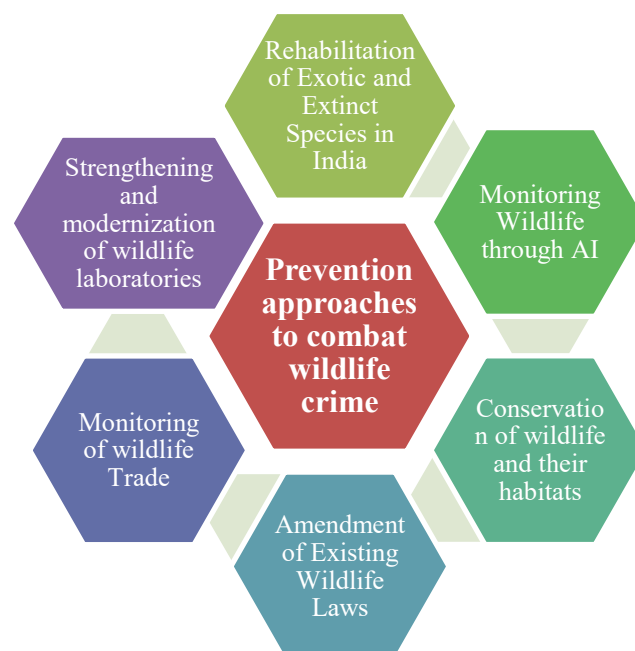 Rehabilitation
of Exotic and
Extinct
Species in
India
Monitoring
Wildlife
through AI
Conservatio
n of wildlife
and their
habitats
Amendment
of Existing
Wildlife
Laws
Monitoring
of wildlife
Trade
Strengthening
and
modernization
of wildlife
laboratories
Prevention
approaches
to combat
wildlife
crime